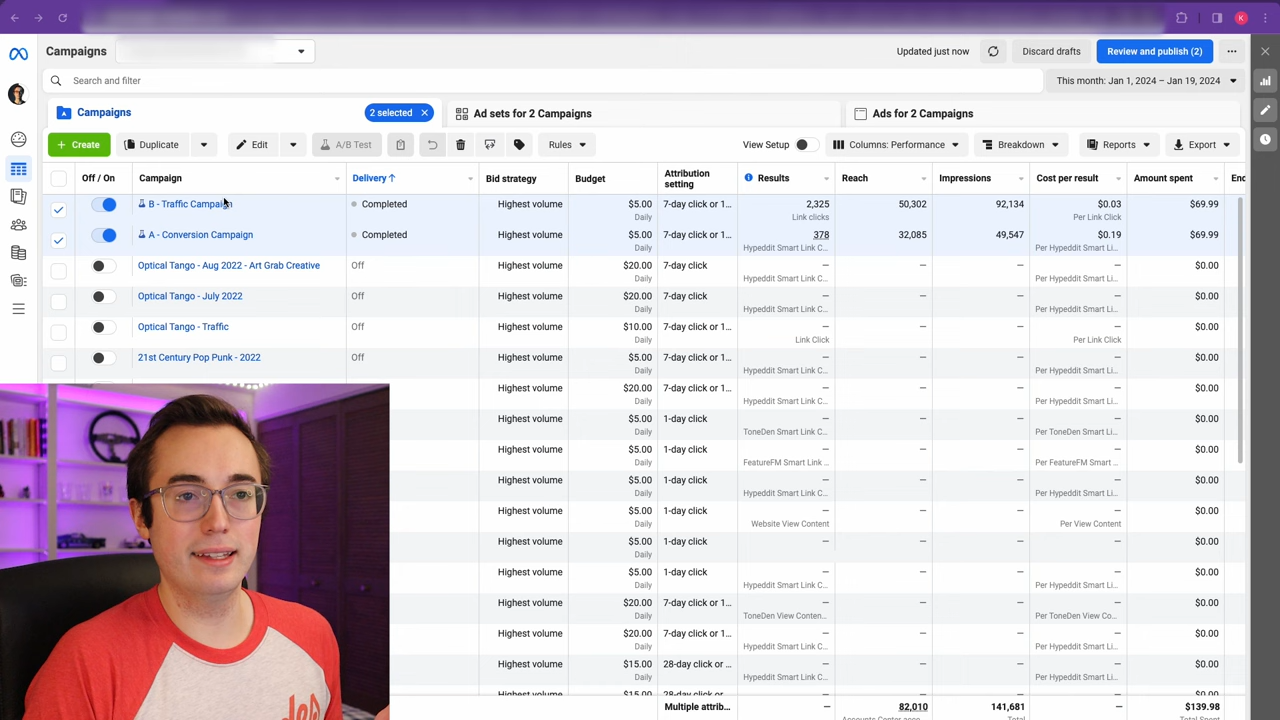 K
Campaigns
Updated just now
Discard drafts
Review and publish (2)
Search and filter
This month: Jan 1, 2024 – Jan 19, 2024
Campaigns
2 selected
Ad sets for 2 Campaigns
Ads for 2 Campaigns
+ Create
Duplicate
Edit
A/B Test
Rules
View Setup
Columns: Performance
Breakdown
Reports
Export
Off / On Campaign Delivery ↑ Bid strategy Budget Attribution setting Results Reach Impressions Cost per result Amount spent
B - Traffic Campaign Completed Highest volume $5.00 7-day click or 1... 2,325 50,302 92,134 $0.03 $69.99
Daily Link clicks Per Link Click
A - Conversion Campaign Completed Highest volume $5.00 7-day click or 1... 378 32,085 49,547 $0.19 $69.99
Daily Hypeddit Smart Link C... Per Hypeddit Smart Li...
Optical Tango - Aug 2022 - Art Grab Creative Off Highest volume $20.00 7-day click — — — — $0.00
Daily Hypeddit Smart Link C... Per Hypeddit Smart Li...
Optical Tango - July 2022 Off Highest volume $20.00 7-day click — — — — $0.00
Daily Hypeddit Smart Link C... Per Hypeddit Smart Li...
Optical Tango - Traffic Off Highest volume $10.00 7-day click or 1... — — — — $0.00
Daily Link Click Per Link Click
21st Century Pop Punk - 2022 Off Highest volume $5.00 7-day click or 1... — — — — $0.00
Daily Hypeddit Smart Link C... Per Hypeddit Smart Li...
Highest volume $20.00 7-day click or 1... — — — — $0.00
Daily Hypeddit Smart Link C... Per Hypeddit Smart Li...
Highest volume $5.00 1-day click — — — — $0.00
Daily ToneDen Smart Link C... Per ToneDen Smart Li...
Highest volume $5.00 1-day click — — — — $0.00
Daily FeatureFM Smart Link ... Per FeatureFM Smart ...
Highest volume $5.00 1-day click — — — — $0.00
Daily Hypeddit Smart Link C... Per Hypeddit Smart Li...
Highest volume $5.00 1-day click — — — — $0.00
Daily Website View Content Per View Content
Highest volume $5.00 1-day click — — — — $0.00
Daily
Highest volume $5.00 1-day click — — — — $0.00
Daily Hypeddit Smart Link C... Per Hypeddit Smart Li...
Highest volume $20.00 7-day click or 1... — — — — $0.00
Daily ToneDen View Conten... Per ToneDen View Co...
Highest volume $20.00 7-day click or 1... — — — — $0.00
Daily Hypeddit Smart Link C... Per Hypeddit Smart Li...
Highest volume $15.00 28-day click or ... — — — — $0.00
Daily Hypeddit Smart Link C... Per Hypeddit Smart Li...
Highest volume $15.00 28-day click or ... — — — — $0.00
Multiple attrib... 82,010 141,681 $139.98
Accounts Center acco... Total Total Spent